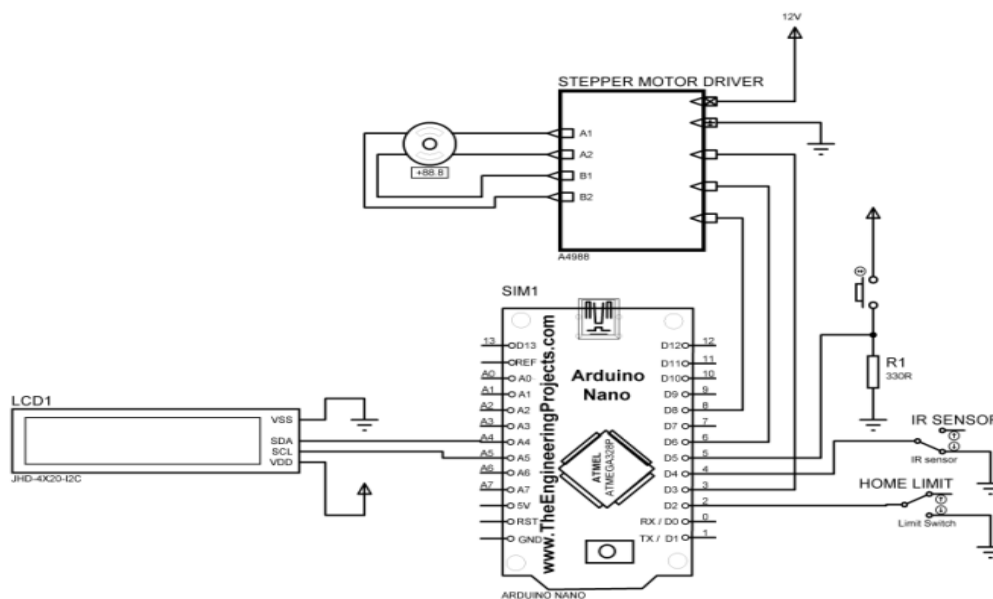 12V
STEPPER MOTOR DRIVER
A1
A2
B1
B2
+88.8
A4988
SIM1
www.TheEngineeringProjects.com
Arduino
Nano
ATMEL
ATMEGA328P
13 D13
REF
A0 A0
A1 A1
A2 A2
A3 A3
A4 A4
A5 A5
A6 A6
A7 A7
5V
RST
GND
D12 12
D11 11
D10 10
D9 9
D8 8
D7 7
D6 6
D5 5
D4 4
D3 3
D2 2
RX / D0 0
TX / D1 1
ARDUINO NANO
LCD1
VSS
SDA
SCL
VDD
JHD-4X20-I2C
R1
330R
IR SENSOR
IR sensor
HOME LIMIT
Limit Switch